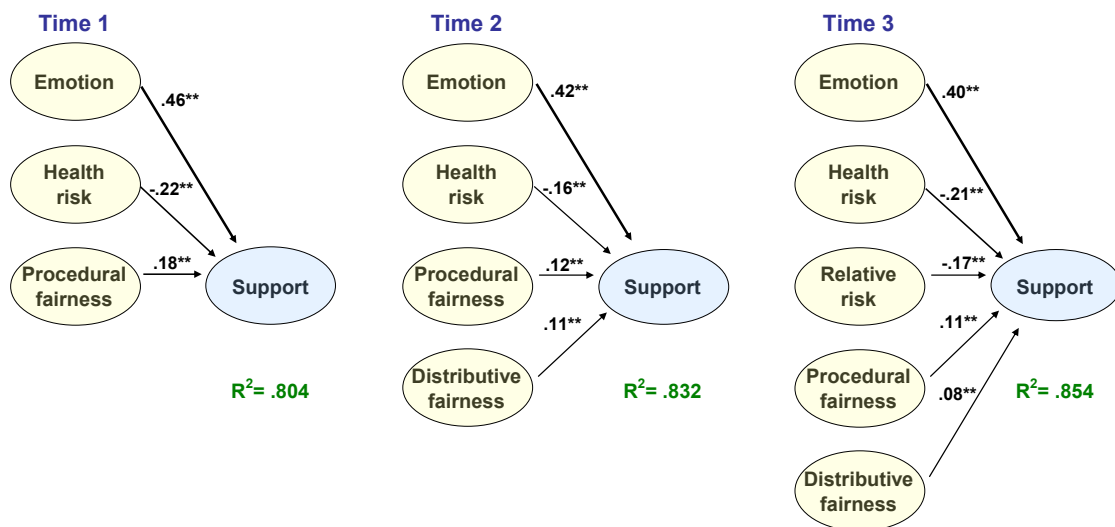 Time 1
Emotion
.46**
Health
risk
-.22**
Procedural
fairness
.18**
Support
R²= .804
Time 2
Emotion
.42**
Health
risk
-.16**
Procedural
fairness
.12**
Support
.11**
Distributive
fairness
R²= .832
Time 3
Emotion
.40**
Health
risk
-.21**
Relative
risk
-.17**
Support
.11**
Procedural
fairness
.08**
R²= .854
Distributive
fairness